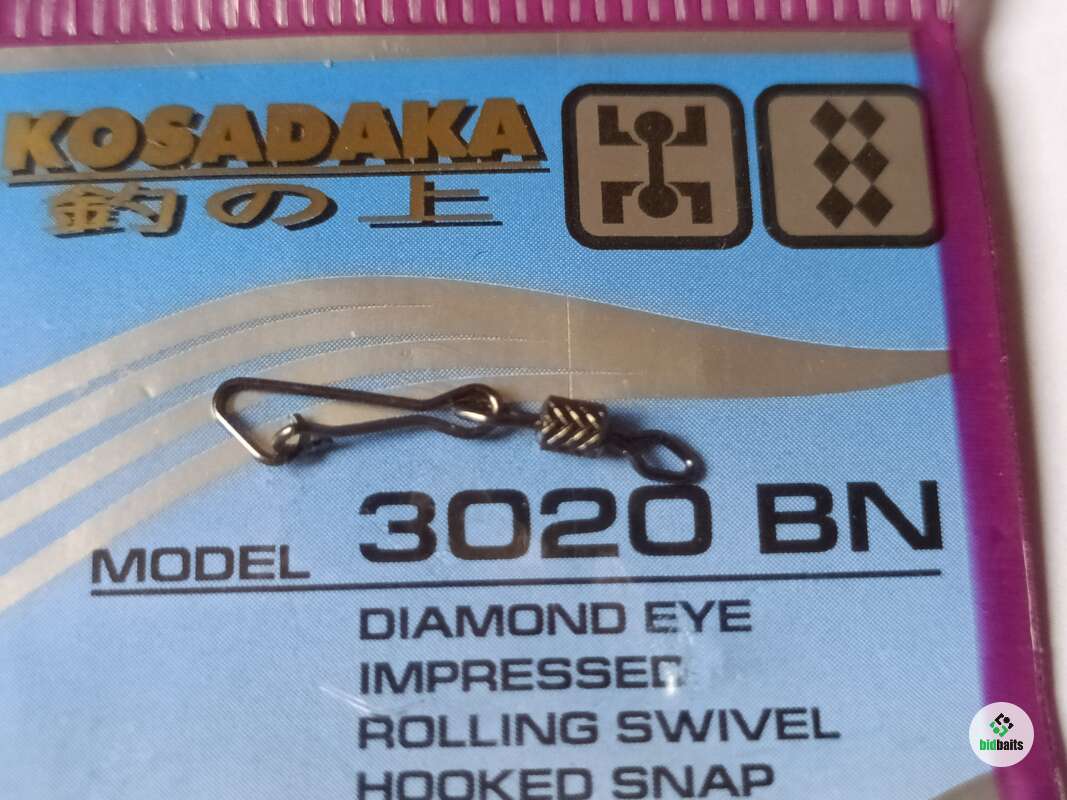 KOSADAKA
釣の上
MODEL 3020 BN
DIAMOND EYE
IMPRESSED
ROLLING SWIVEL
HOOKED SNAP
bidbaits